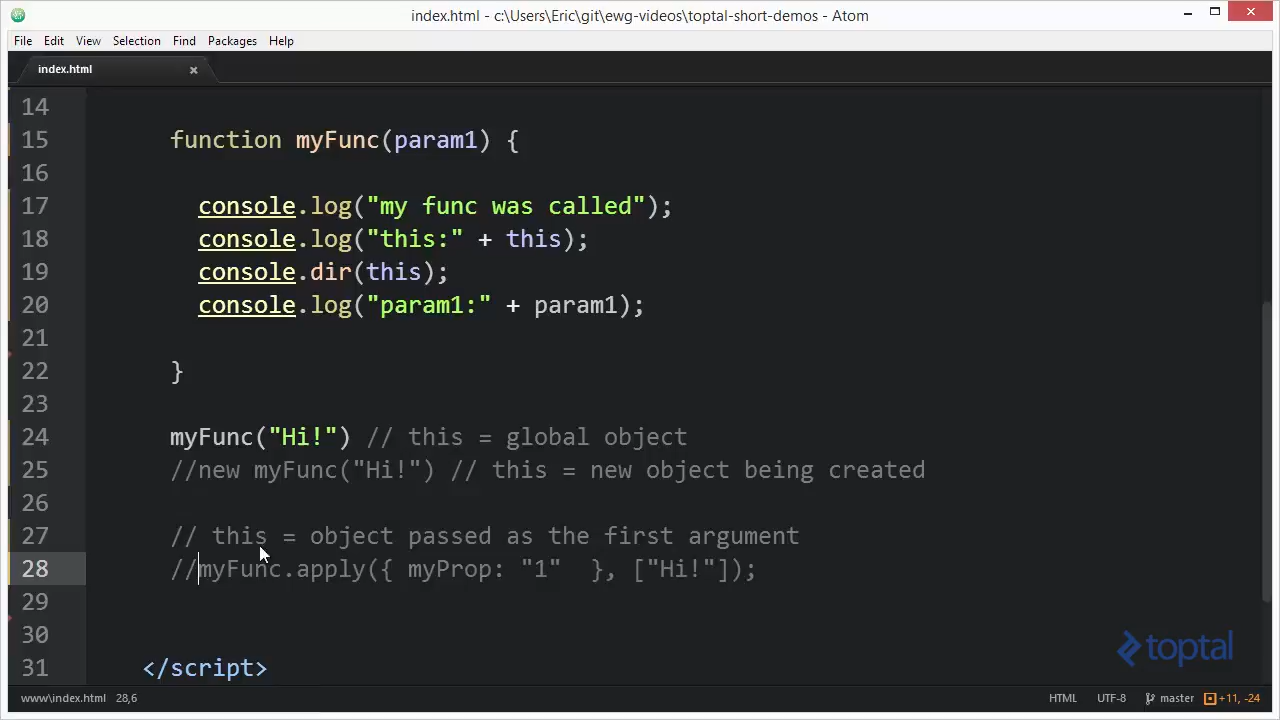 index.html - c:\Users\Eric\git\ewg-videos\toptal-short-demos - Atom
File Edit View Selection Find Packages Help
index.html
14
15 function myFunc(param1) {
16
17 console.log("my func was called");
18 console.log("this:" + this);
19 console.dir(this);
20 console.log("param1:" + param1);
21
22 }
23
24 myFunc("Hi!") // this = global object
25 //new myFunc("Hi!") // this = new object being created
26
27 // this = object passed as the first argument
28 //myFunc.apply({ myProp: "1"  }, ["Hi!"]);
29
30
31 </script>
toptal
www\index.html 28,6 HTML UTF-8 master +11, -24